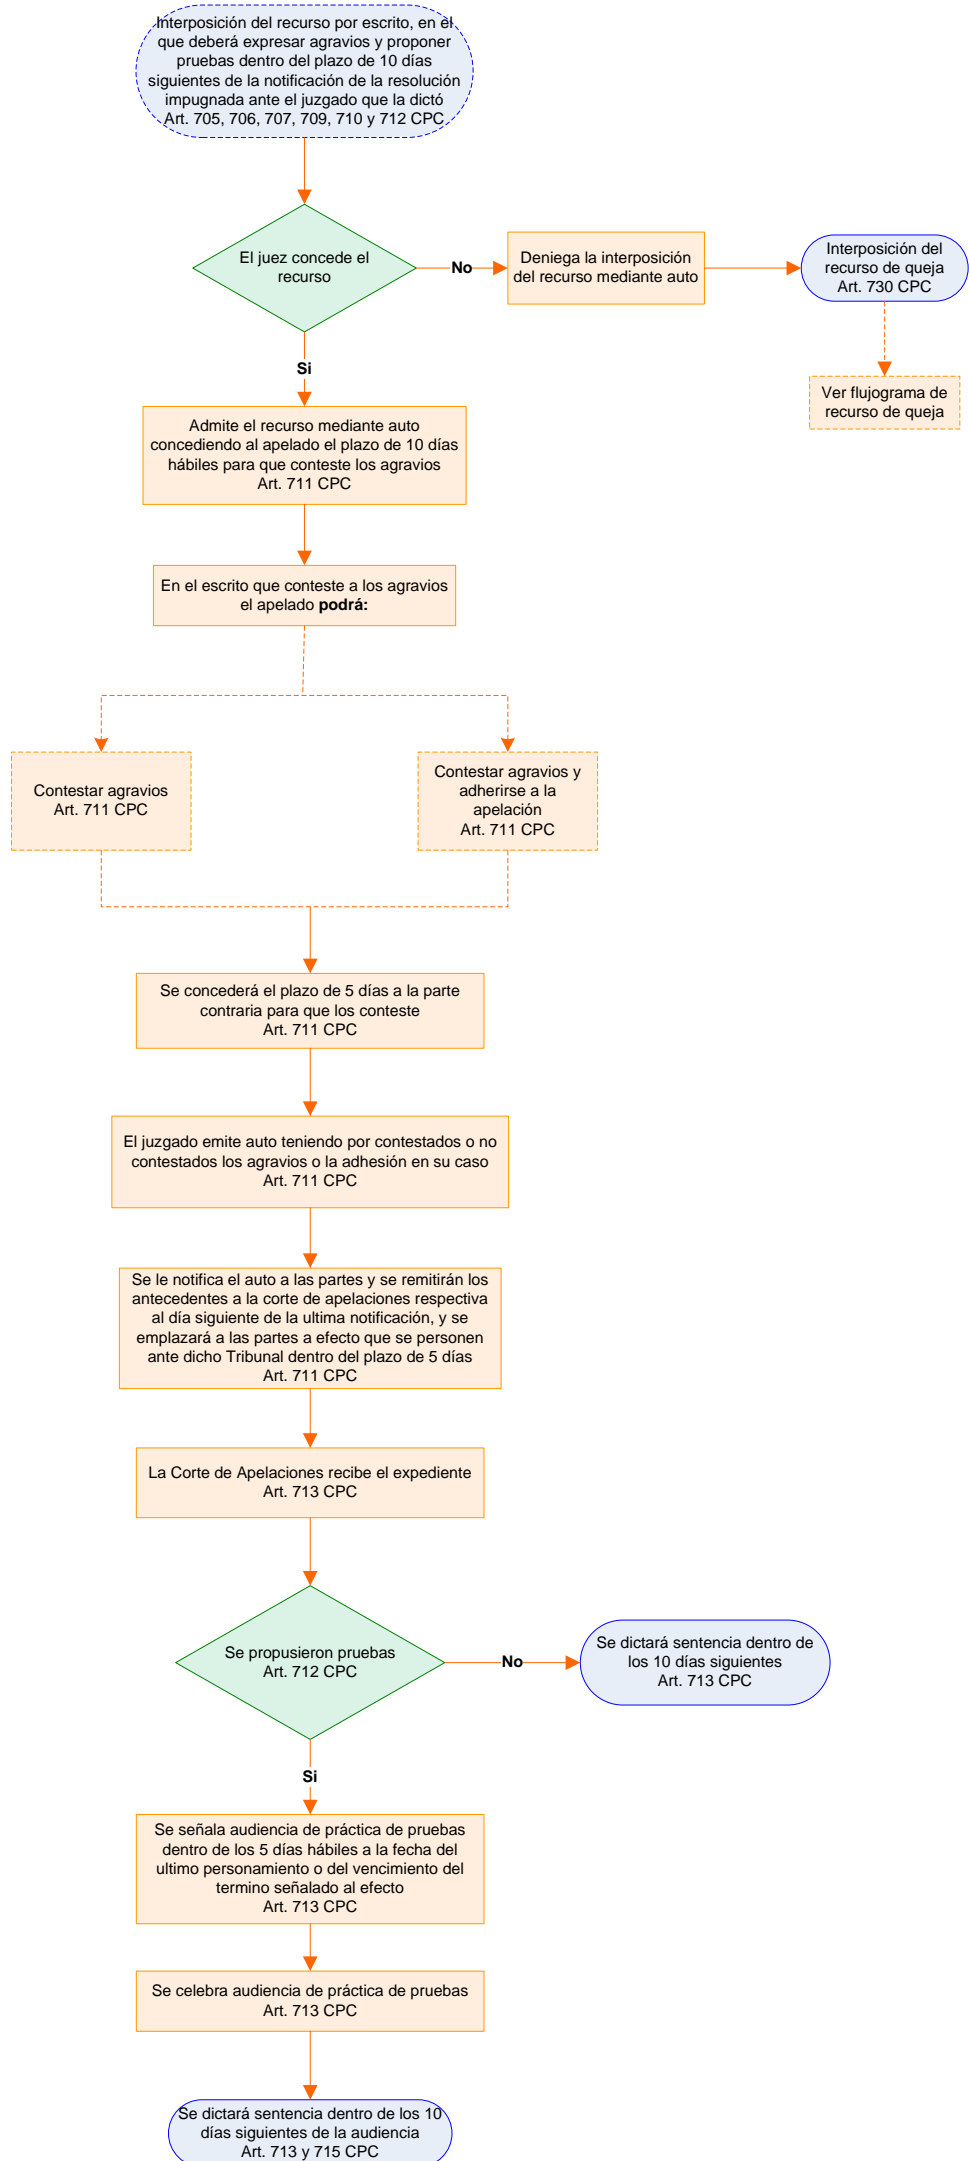 Interposición del recurso por escrito, en el
que deberá expresar agravios y proponer
pruebas dentro del plazo de 10 días
siguientes de la notificación de la resolución
impugnada ante el juzgado que la dictó
Art. 705, 706, 707, 709, 710 y 712 CPC
El juez concede el
recurso
No
Deniega la interposición
del recurso mediante auto
Interposición del
recurso de queja
Art. 730 CPC
Ver flujograma de
recurso de queja
Si
Admite el recurso mediante auto
concediendo al apelado el plazo de 10 días
hábiles para que conteste los agravios
Art. 711 CPC
En el escrito que conteste a los agravios
el apelado podrá:
Contestar agravios
Art. 711 CPC
Contestar agravios y
adherirse a la
apelación
Art. 711 CPC
Se concederá el plazo de 5 días a la parte
contraria para que los conteste
Art. 711 CPC
El juzgado emite auto teniendo por contestados o no
contestados los agravios o la adhesión en su caso
Art. 711 CPC
Se le notifica el auto a las partes y se remitirán los
antecedentes a la corte de apelaciones respectiva
al día siguiente de la ultima notificación, y se
emplazará a las partes a efecto que se personen
ante dicho Tribunal dentro del plazo de 5 días
Art. 711 CPC
La Corte de Apelaciones recibe el expediente
Art. 713 CPC
Se propusieron pruebas
Art. 712 CPC
No
Se dictará sentencia dentro de
los 10 días siguientes
Art. 713 CPC
Si
Se señala audiencia de práctica de pruebas
dentro de los 5 días hábiles a la fecha del
ultimo personamiento o del vencimiento del
termino señalado al efecto
Art. 713 CPC
Se celebra audiencia de práctica de pruebas
Art. 713 CPC
Se dictará sentencia dentro de los 10
días siguientes de la audiencia
Art. 713 y 715 CPC